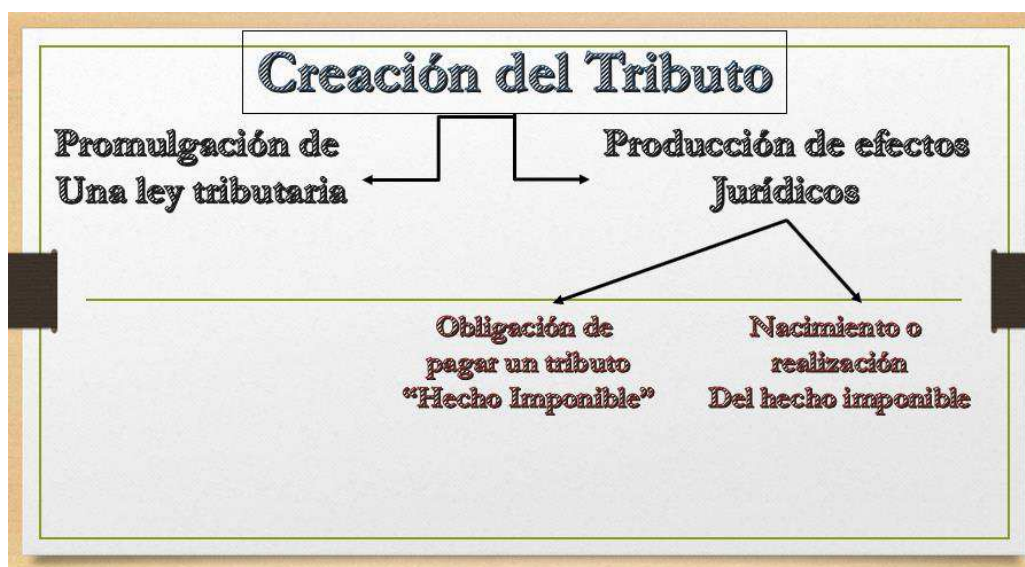 Creación del Tributo
Promulgación de
Una ley tributaria
Producción de efectos
Jurídicos
Obligación de
pagar un tributo
“Hecho Imponible”
Nacimiento o
realización
Del hecho imponible